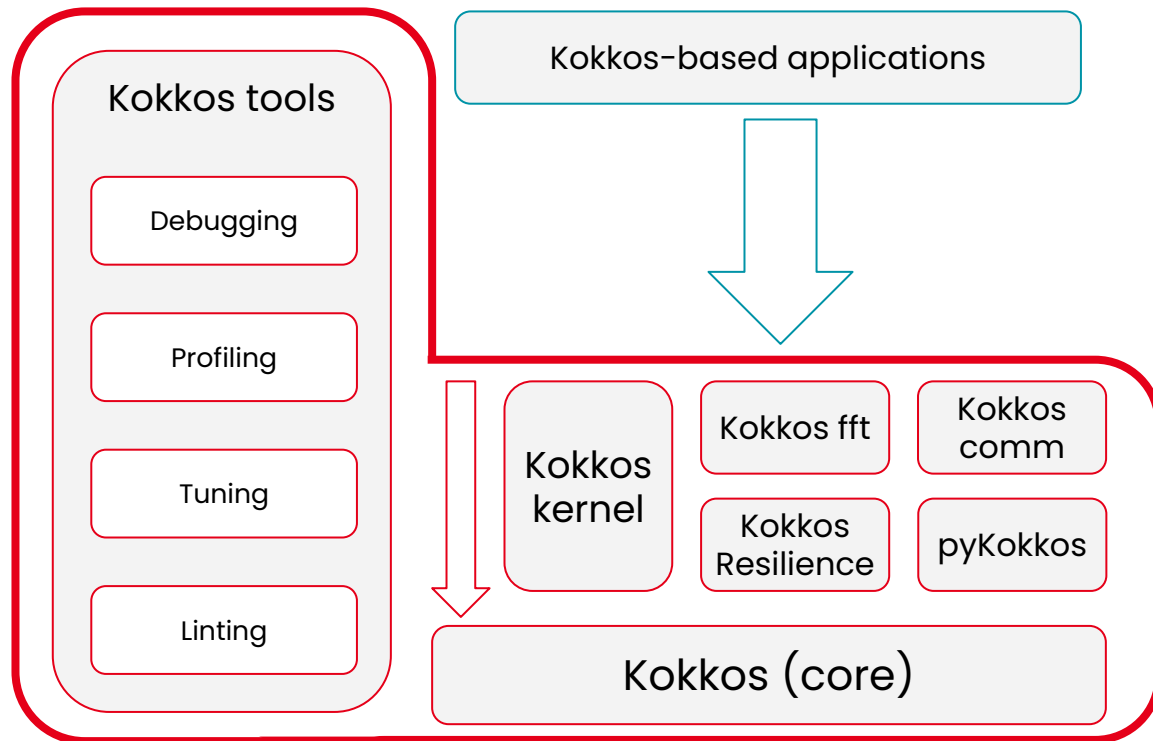 Kokkos tools
Debugging
Profiling
Tuning
Linting
Kokkos-based applications
Kokkos
kernel
Kokkos fft
Kokkos
comm
Kokkos
Resilience
pyKokkos
Kokkos (core)